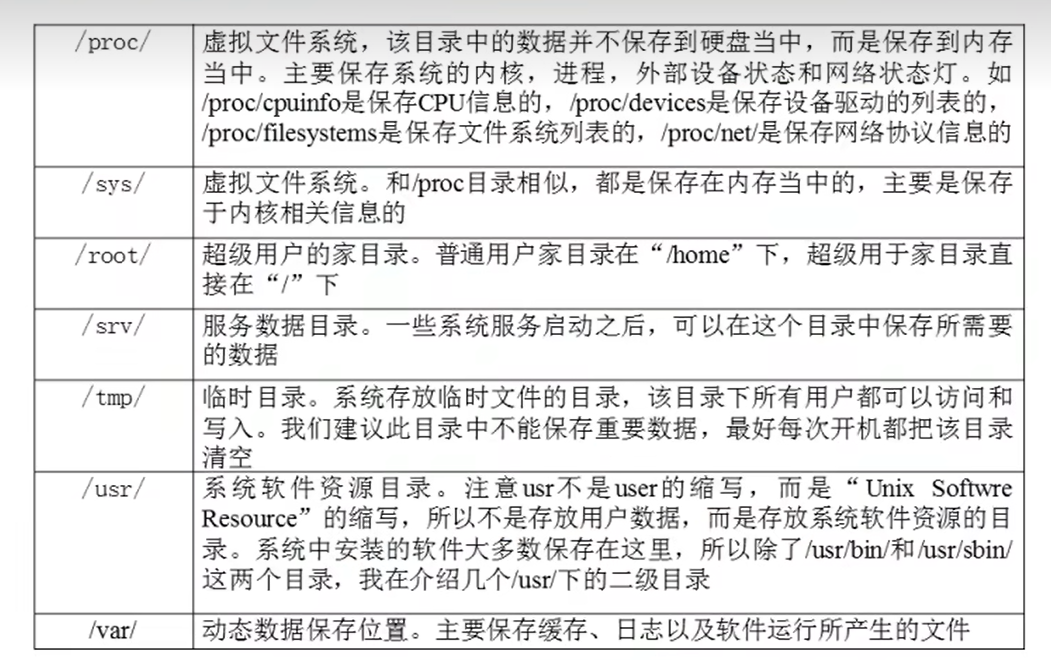 /proc/
虚拟文件系统，该目录中的数据并不保存到硬盘当中，而是保存到内存
当中。主要保存系统的内核，进程，外部设备状态和网络状态灯。如
/proc/cpuinfo是保存CPU信息的，/proc/devices是保存设备驱动的列表的，
/proc/filesystems是保存文件系统列表的，/proc/net/是保存网络协议信息的
/sys/
虚拟文件系统。和/proc目录相似，都是保存在内存当中的，主要是保存
于内核相关信息的
/root/
超级用户的家目录。普通用户家目录在“/home”下，超级用于家目录直
接在“/”下
/srv/
服务数据目录。一些系统服务启动之后，可以在这个目录中保存所需要
的数据
/tmp/
临时目录。系统存放临时文件的目录，该目录下所有用户都可以访问和
写入。我们建议此目录中不能保存重要数据，最好每次开机都把该目录
清空
/usr/
系统软件资源目录。注意usr不是user的缩写，而是“Unix Softwre
Resource”的缩写，所以不是存放用户数据，而是存放系统软件资源的目
录。系统中安装的软件大多数保存在这里，所以除了/usr/bin/和/usr/sbin/
这两个目录，我在介绍几个/usr/下的二级目录
/var/
动态数据保存位置。主要保存缓存、日志以及软件运行所产生的文件